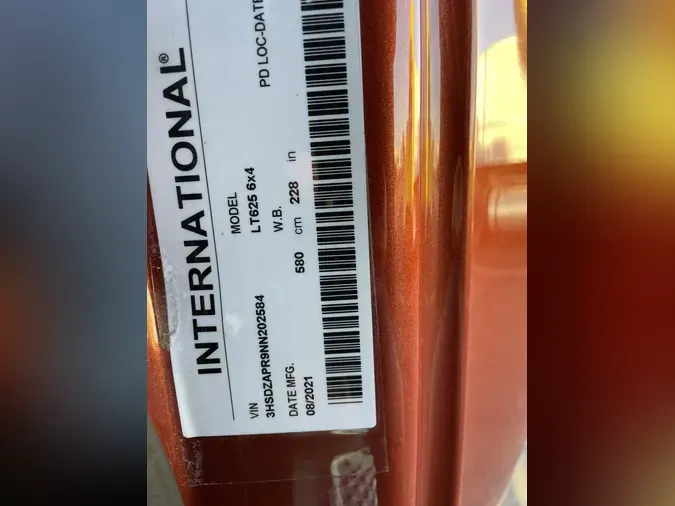 INTERNATIONAL®
VIN
3HSDZAPR9NN202584
MODEL
LT625 6x4
DATE MFG.
08/2021
W.B.
580 cm 228 in
PD LOC-DATE